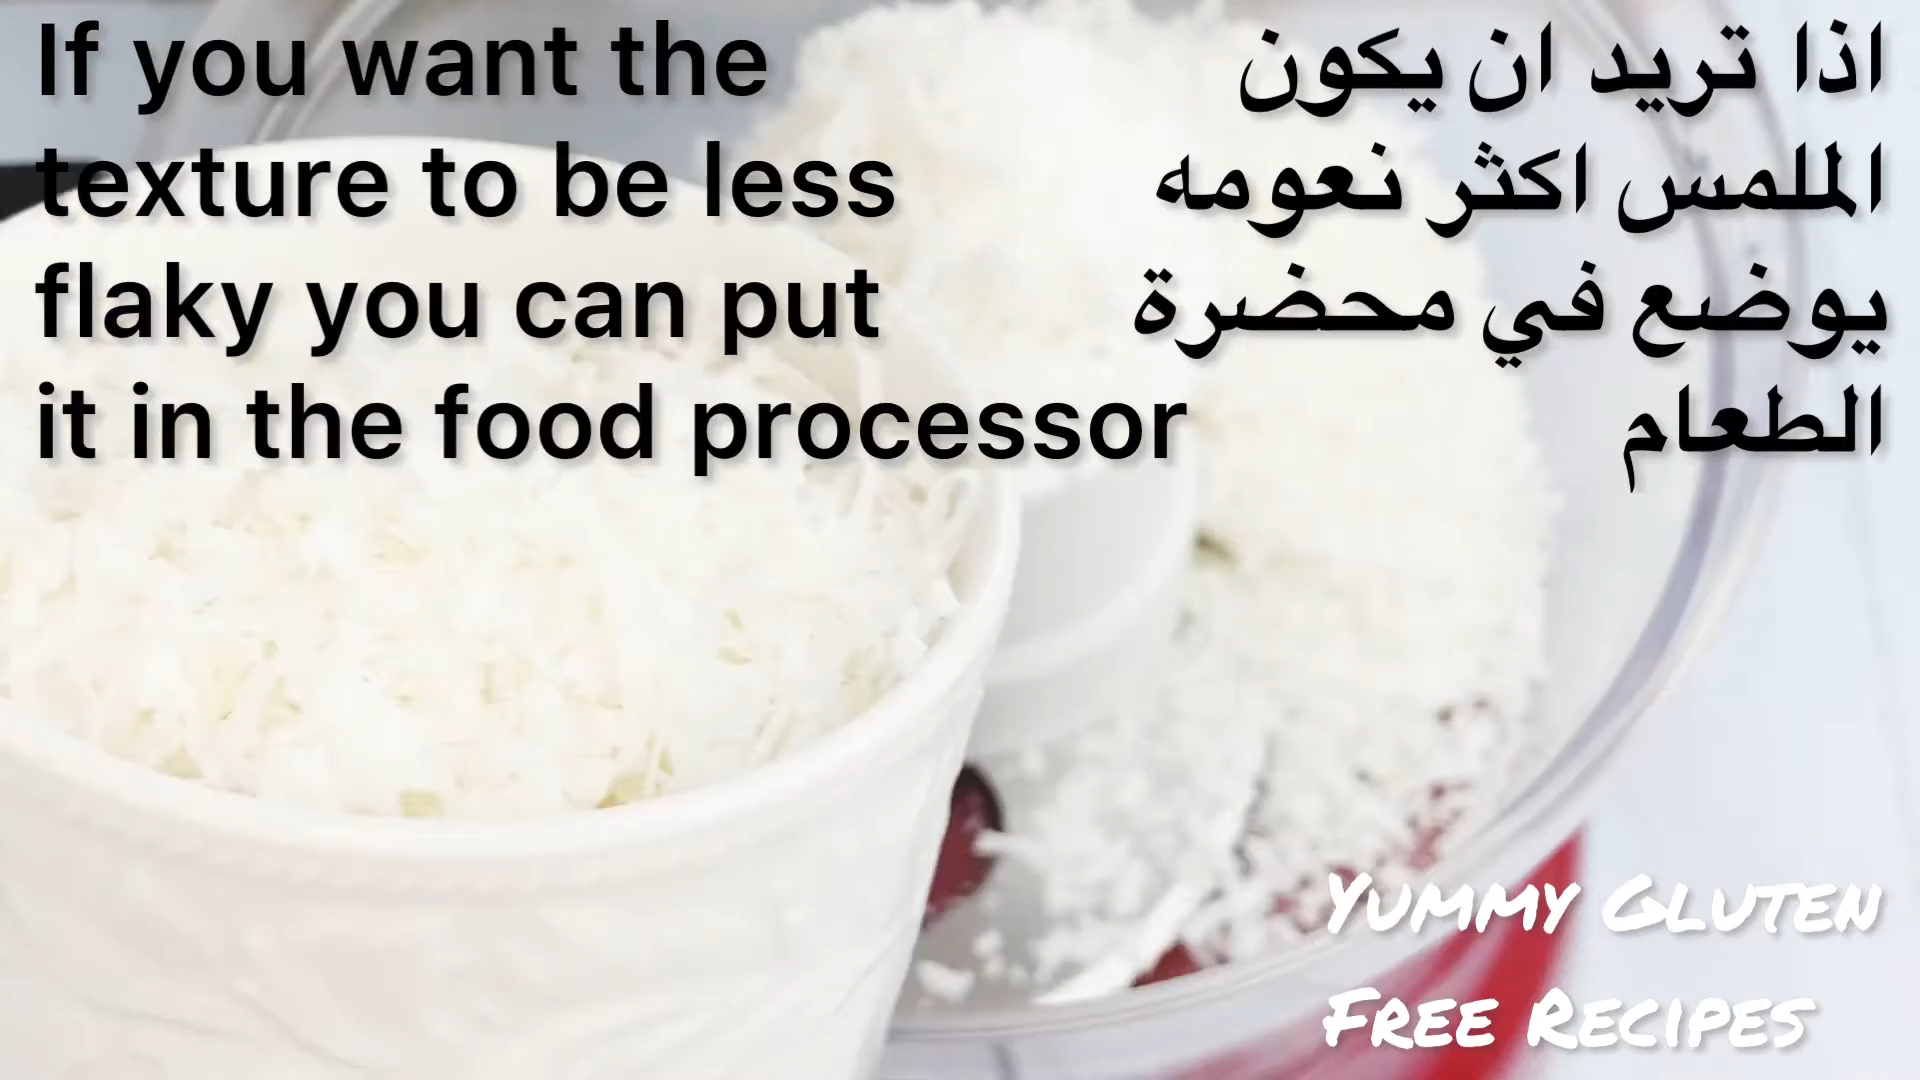 If you want the
texture to be less
flaky you can put
it in the food processor
اذا تريد ان يكون
الملمس اكثر نعومه
يوضع في محضرة
الطعام
Yummy Gluten
Free Recipes